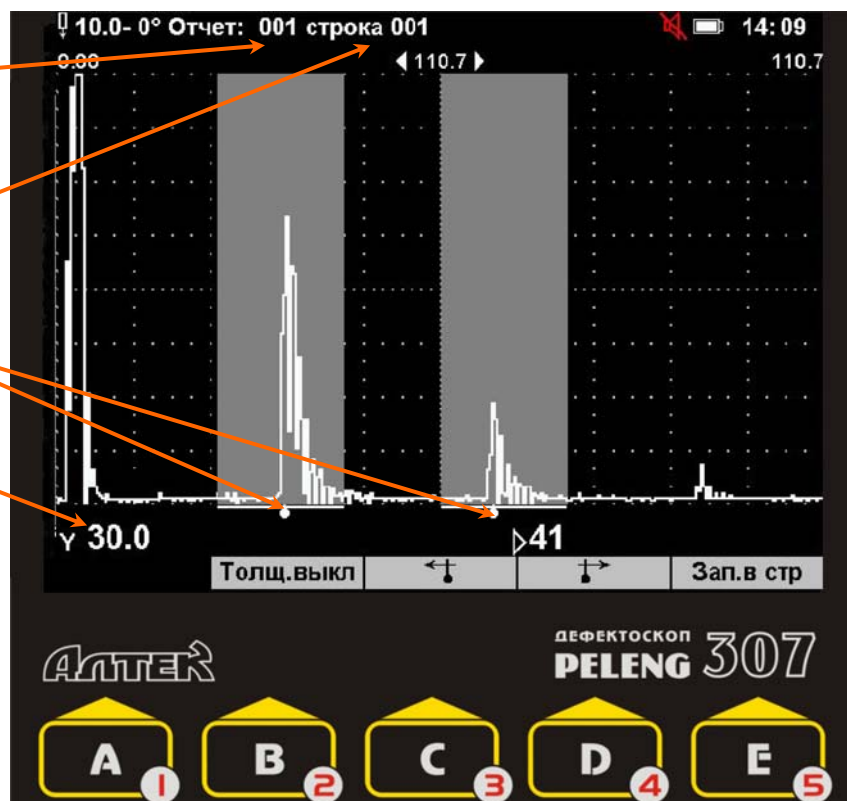 10.0- 0° Отчет: 001 строка 001 14:09
0.00 110.7 110.7
Y 30.0 41
Толщ.выкл Зап.в стр
Алтек ДЕФЕКТОСКОП PELENG 307
A B C D E
1 2 3 4 5